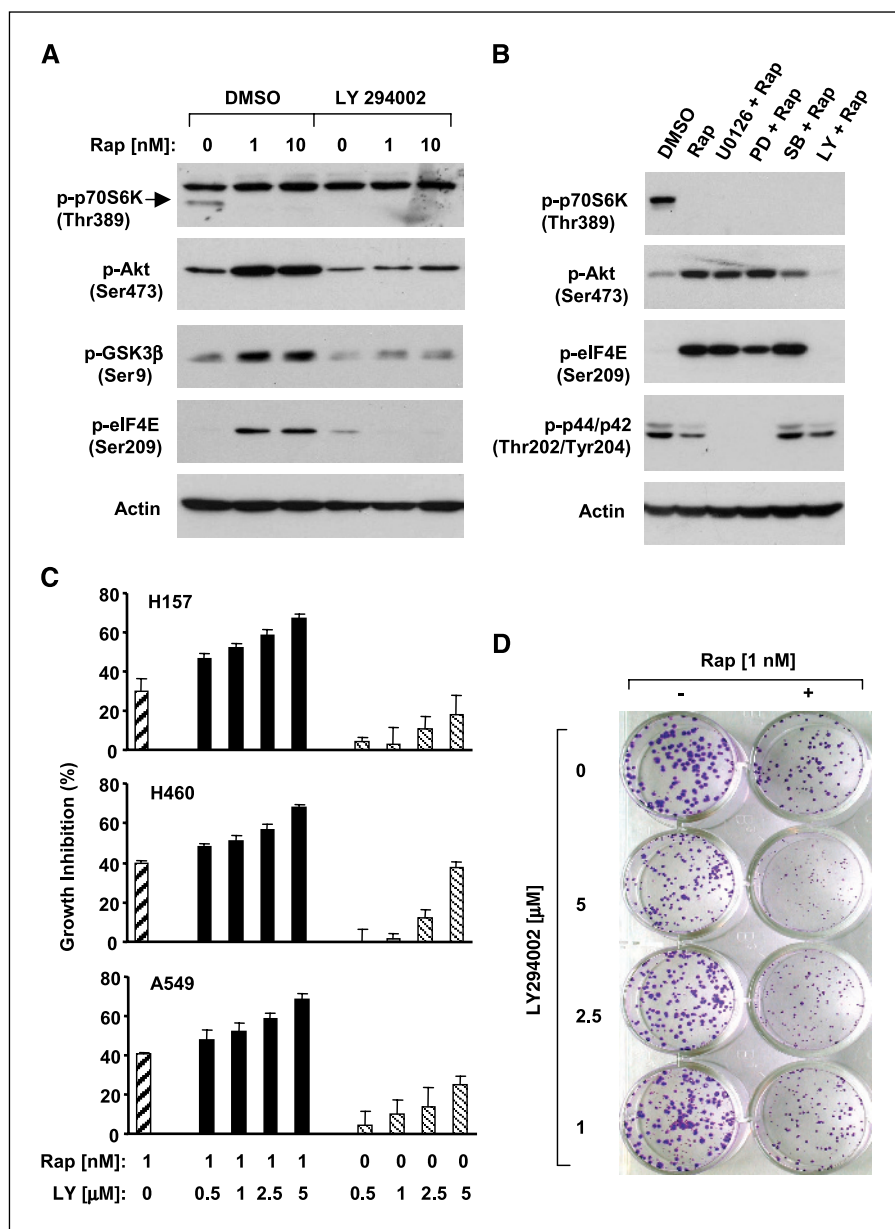 A
DMSO LY 294002
Rap [nM]: 0 1 10 0 1 10
p-p70S6K
(Thr389)
p-Akt
(Ser473)
p-GSK3β
(Ser9)
p-eIF4E
(Ser209)
Actin
B
DMSO
Rap
U0126 + Rap
PD + Rap
SB + Rap
LY + Rap
p-p70S6K
(Thr389)
p-Akt
(Ser473)
p-eIF4E
(Ser209)
p-p44/p42
(Thr202/Tyr204)
Actin
C
Growth Inhibition (%)
80
H157
60
40
20
0
80
H460
60
40
20
0
80
A549
60
40
20
0
Rap [nM]: 1 1 1 1 1 0 0 0 0
LY [μM]: 0 0.5 1 2.5 5 0.5 1 2.5 5
D
Rap [1 nM]
- +
LY294002 [μM]
0
5
2.5
1